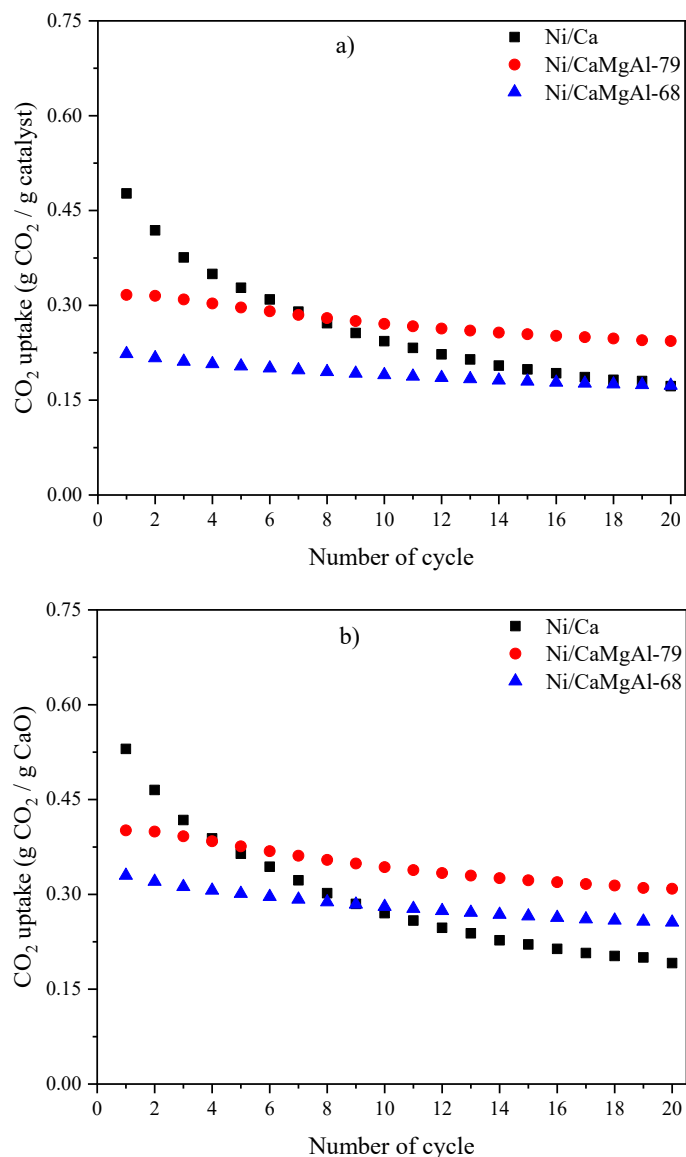 a)
Ni/Ca
Ni/CaMgAl-79
Ni/CaMgAl-68
CO₂ uptake (g CO₂ / g catalyst)
0.75
0.60
0.45
0.30
0.15
0.00
0 2 4 6 8 10 12 14 16 18 20
Number of cycle
b)
Ni/Ca
Ni/CaMgAl-79
Ni/CaMgAl-68
CO₂ uptake (g CO₂ / g CaO)
0.75
0.60
0.45
0.30
0.15
0.00
0 2 4 6 8 10 12 14 16 18 20
Number of cycle